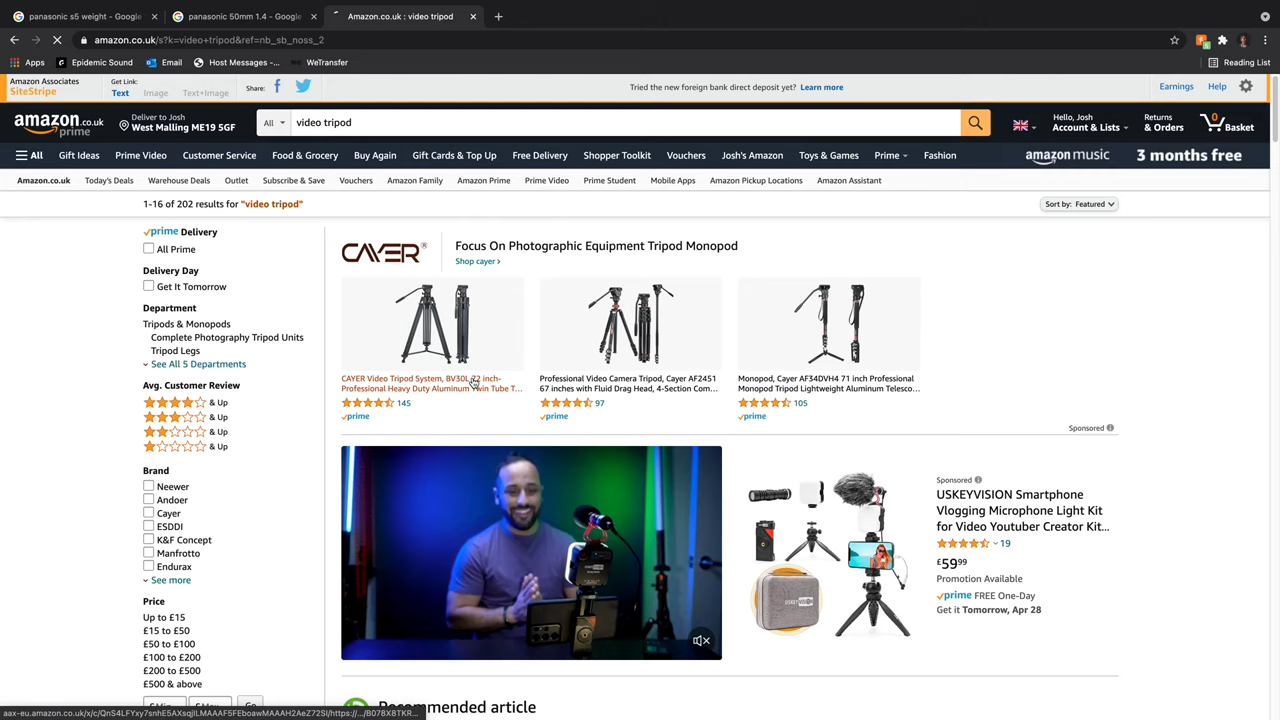 panasonic s5 weight - Google
panasonic 50mm 1.4 - Google
Amazon.co.uk : video tripod
amazon.co.uk/s?k=video+tripod&ref=nb_sb_noss_2
Apps
Epidemic Sound
Email
Host Messages -...
WeTransfer
Reading List
Amazon Associates
SiteStripe
Get Link:
Text Image Text+Image
Share:
Tried the new foreign bank direct deposit yet? Learn more
Earnings
Help
amazon.co.uk
prime
Deliver to Josh
West Malling ME19 5GF
All
video tripod
Hello, Josh
Account & Lists
Returns
& Orders
0
Basket
All
Gift Ideas
Prime Video
Customer Service
Food & Grocery
Buy Again
Gift Cards & Top Up
Free Delivery
Shopper Toolkit
Vouchers
Josh's Amazon
Toys & Games
Prime
Fashion
amazon music
3 months free
Amazon.co.uk
Today's Deals
Warehouse Deals
Outlet
Subscribe & Save
Vouchers
Amazon Family
Amazon Prime
Prime Video
Prime Student
Mobile Apps
Amazon Pickup Locations
Amazon Assistant
1-16 of 202 results for "video tripod"
Sort by: Featured
prime Delivery
All Prime
Delivery Day
Get It Tomorrow
Department
Tripods & Monopods
Complete Photography Tripod Units
Tripod Legs
See All 5 Departments
Avg. Customer Review
& Up
& Up
& Up
& Up
Brand
Neewer
Andoer
Cayer
ESDDI
K&F Concept
Manfrotto
Endurax
See more
Price
Up to £15
£15 to £50
£50 to £100
£100 to £200
£200 to £500
£500 & above
CAYER®
Focus On Photographic Equipment Tripod Monopod
Shop cayer ›
CAYER Video Tripod System, BV30L 72 inch-
Professional Heavy Duty Aluminum Twin Tube T...
145
prime
Professional Video Camera Tripod, Cayer AF2451
67 inches with Fluid Drag Head, 4-Section Com...
97
prime
Monopod, Cayer AF34DVH4 71 inch Professional
Monopod Tripod Lightweight Aluminum Telesco...
105
prime
Sponsored
Sponsored
USKEYVISION Smartphone
Vlogging Microphone Light Kit
for Video Youtuber Creator Kit...
19
£5999
Promotion Available
prime FREE One-Day
Get it Tomorrow, Apr 28
Recommended article